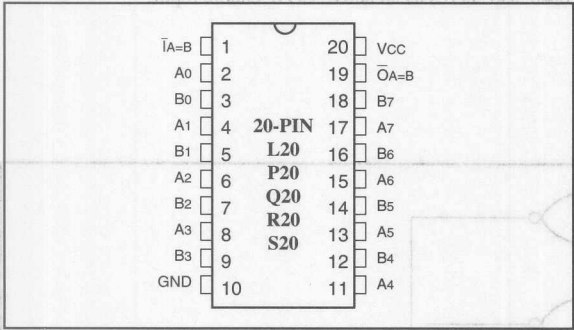 ĪA=B 1 20 VCC
A0 2 19 ŌA=B
B0 3 18 B7
A1 4 20-PIN 17 A7
B1 5 L20 16 B6
A2 6 P20 15 A6
B2 7 Q20 14 B5
A3 8 R20 13 A5
B3 9 S20 12 B4
GND 10 11 A4